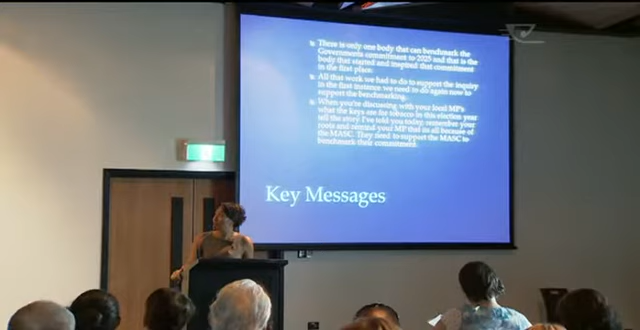 There is only one body that can benchmark the
Governments commitment to 2025 and that is the
body that started and inspired that commitment
in the first place.
All that work we had to do to support the inquiry
in the first instance we need to do again now to
support the benchmarking.
When you're discussing with your local MP's
what the keys are for tobacco in this election year
tell the story I've told you today, remember your
roots and remind your MP that its all because of
the MASC. They need to support the MASC to
benchmark their commitment.
Key Messages